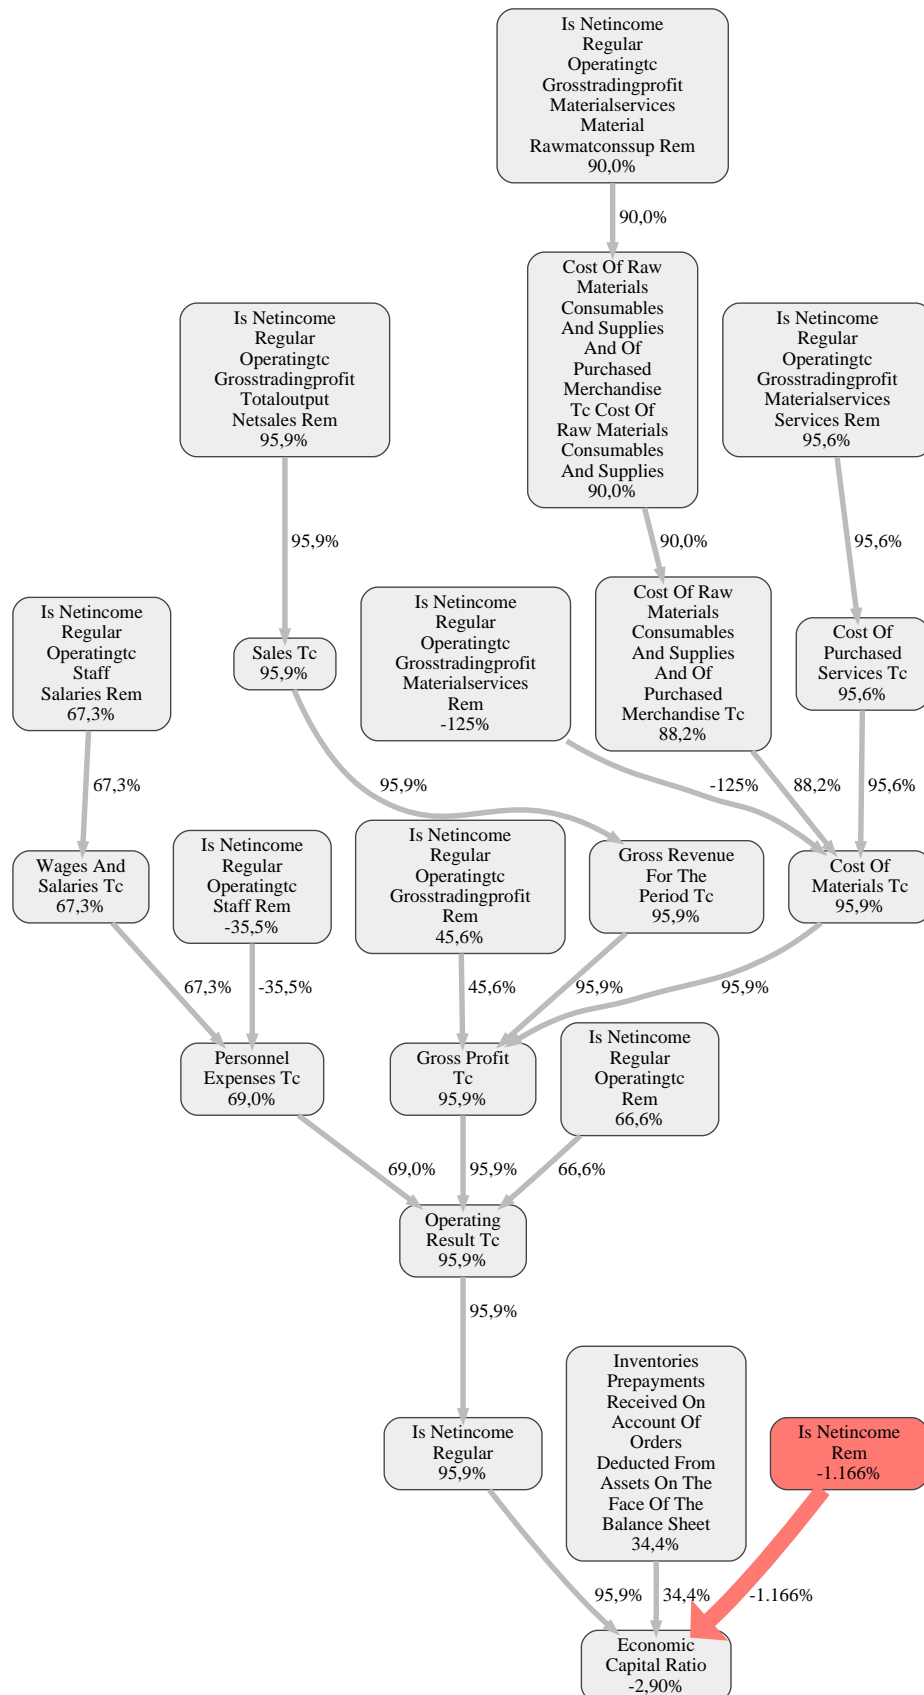 Is Netincome
Regular
Operatingtc
Grosstradingprofit
Materialservices
Material
Rawmatconssup Rem
90,0%
90,0%
Cost Of Raw
Materials
Consumables
And Supplies
And Of
Purchased
Merchandise
Tc Cost Of
Raw Materials
Consumables
And Supplies
90,0%
Is Netincome
Regular
Operatingtc
Grosstradingprofit
Totaloutput
Netsales Rem
95,9%
Is Netincome
Regular
Operatingtc
Grosstradingprofit
Materialservices
Services Rem
95,6%
95,9%
90,0%
95,6%
Is Netincome
Regular
Operatingtc
Staff
Salaries Rem
67,3%
Sales Tc
95,9%
Is Netincome
Regular
Operatingtc
Grosstradingprofit
Materialservices
Rem
-125%
Cost Of Raw
Materials
Consumables
And Supplies
And Of
Purchased
Merchandise Tc
88,2%
Cost Of
Purchased
Services Tc
95,6%
67,3%
95,9%
-125%
88,2%
95,6%
Wages And
Salaries Tc
67,3%
Is Netincome
Regular
Operatingtc
Staff Rem
-35,5%
Is Netincome
Regular
Operatingtc
Grosstradingprofit
Rem
45,6%
Gross Revenue
For The
Period Tc
95,9%
Cost Of
Materials Tc
95,9%
67,3%
-35,5%
45,6%
95,9%
95,9%
Personnel
Expenses Tc
69,0%
Gross Profit
Tc
95,9%
Is Netincome
Regular
Operatingtc
Rem
66,6%
69,0%
95,9%
66,6%
Operating
Result Tc
95,9%
95,9%
Is Netincome
Regular
95,9%
Inventories
Prepayments
Received On
Account Of
Orders
Deducted From
Assets On The
Face Of The
Balance Sheet
34,4%
Is Netincome
Rem
-1.166%
95,9%
34,4%
-1.166%
Economic
Capital Ratio
-2,90%